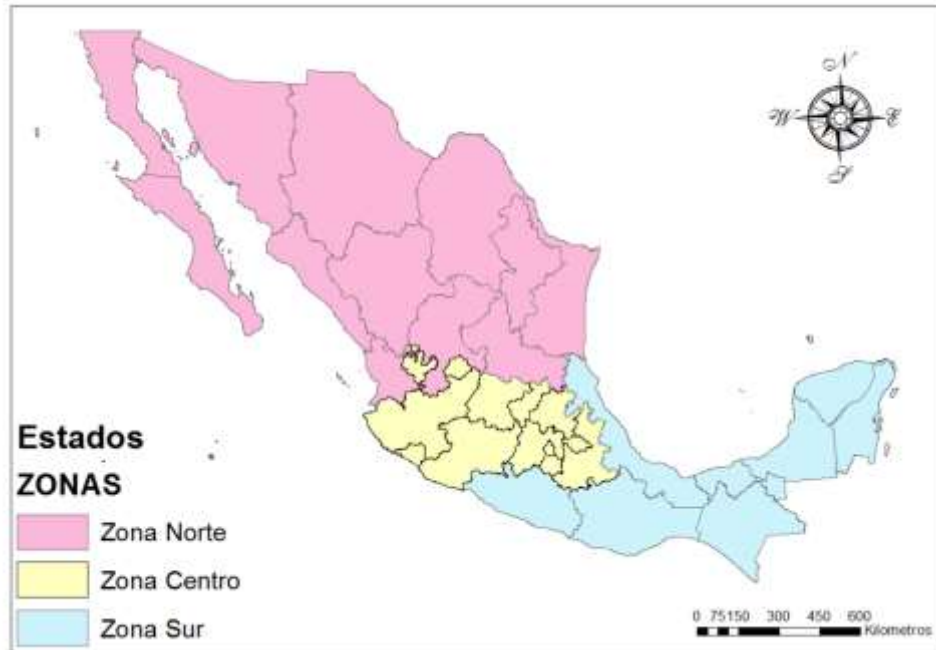 N
W
E
S
Estados
ZONAS
Zona Norte
Zona Centro
Zona Sur
0 75150 300 450 600
Kilometros